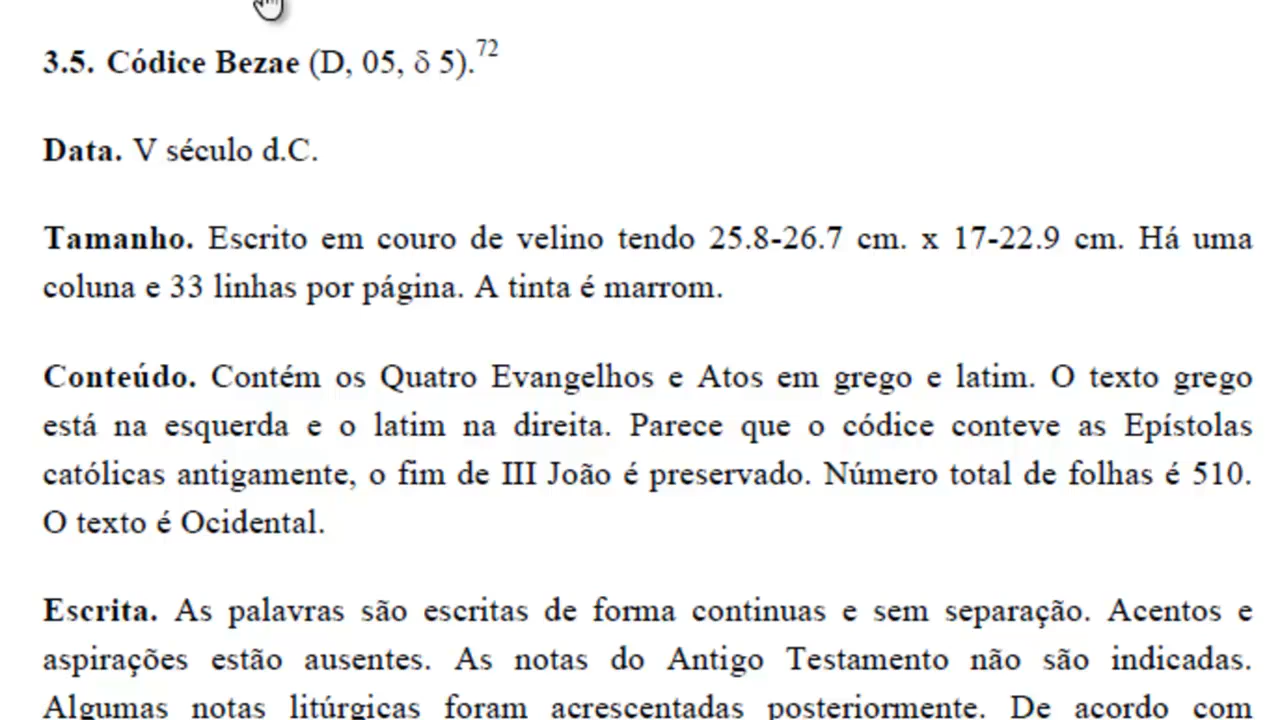 3.5. Códice Bezae (D, 05, δ 5).72
Data. V século d.C.
Tamanho. Escrito em couro de velino tendo 25.8-26.7 cm. x 17-22.9 cm. Há uma
coluna e 33 linhas por página. A tinta é marrom.
Conteúdo. Contém os Quatro Evangelhos e Atos em grego e latim. O texto grego
está na esquerda e o latim na direita. Parece que o códice conteve as Epístolas
católicas antigamente, o fim de III João é preservado. Número total de folhas é 510.
O texto é Ocidental.
Escrita. As palavras são escritas de forma continuas e sem separação. Acentos e
aspirações estão ausentes. As notas do Antigo Testamento não são indicadas.
Algumas notas litúrgicas foram acrescentadas posteriormente. De acordo com